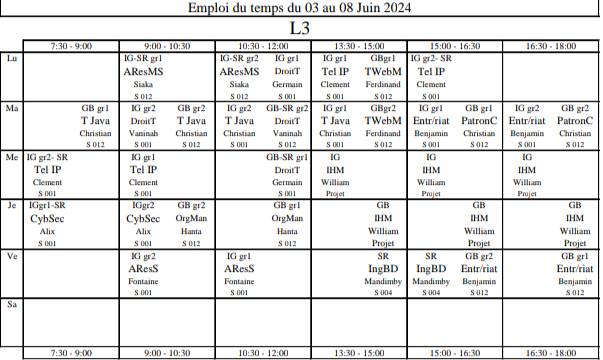 Emploi du temps du 03 au 08 Juin 2024
L3
7:30 - 9:00 9:00 - 10:30 10:30 - 12:00 13:30 - 15:00 15:00 - 16:30 16:30 - 18:00
Lu IG-SR gr1 IG-SR gr2 IG gr1 IG gr1 GBgr1 IG gr2- SR
AResMS AResMS DroitT Tel IP TWebM Tel IP
Siaka Siaka Germain Clement Ferdinand Clement
S 012 S 012 S 001 S 001 S 012 S 001
Ma GB gr1 IG gr2 GB gr2 IG gr2 GB-SR gr2 IG gr1 GBgr2 IG gr1 GB gr1 IG gr2 GB gr2
T Java DroitT T Java T Java DroitT T Java TWebM Entr/riat PatronC Entr/riat PatronC
Christian Vaninah Christian Christian Vaninah Christian Ferdinand Benjamin Christian Benjamin Christian
S 012 S 001 S 012 S 001 S 012 S 001 S 012 S 001 S 012 S 001 S 012
Me IG gr2- SR IG gr1 GB-SR gr1 IG IG IG
Tel IP Tel IP DroitT IHM IHM IHM
Clement Clement Germain William William William
S 001 S 001 S 001 Projet Projet Projet
Je IGgr1-SR IGgr2 GB gr2 GB gr1 GB GB GB
CybSec CybSec OrgMan OrgMan IHM IHM IHM
Alix Alix Hanta Hanta William William William
S 001 S 001 S 012 S 012 Projet Projet Projet
Ve IG gr2 IG gr1 SR SR GB gr2 GB gr1
AResS AResS IngBD IngBD Entr/riat Entr/riat
Fontaine Fontaine Mandimby Mandimby Benjamin Benjamin
S 001 S 001 S 004 S 004 S 012 S 012
Sa
7:30 - 9:00 9:00 - 10:30 10:30 - 12:00 13:30 - 15:00 15:00 - 16:30 16:30 - 18:00